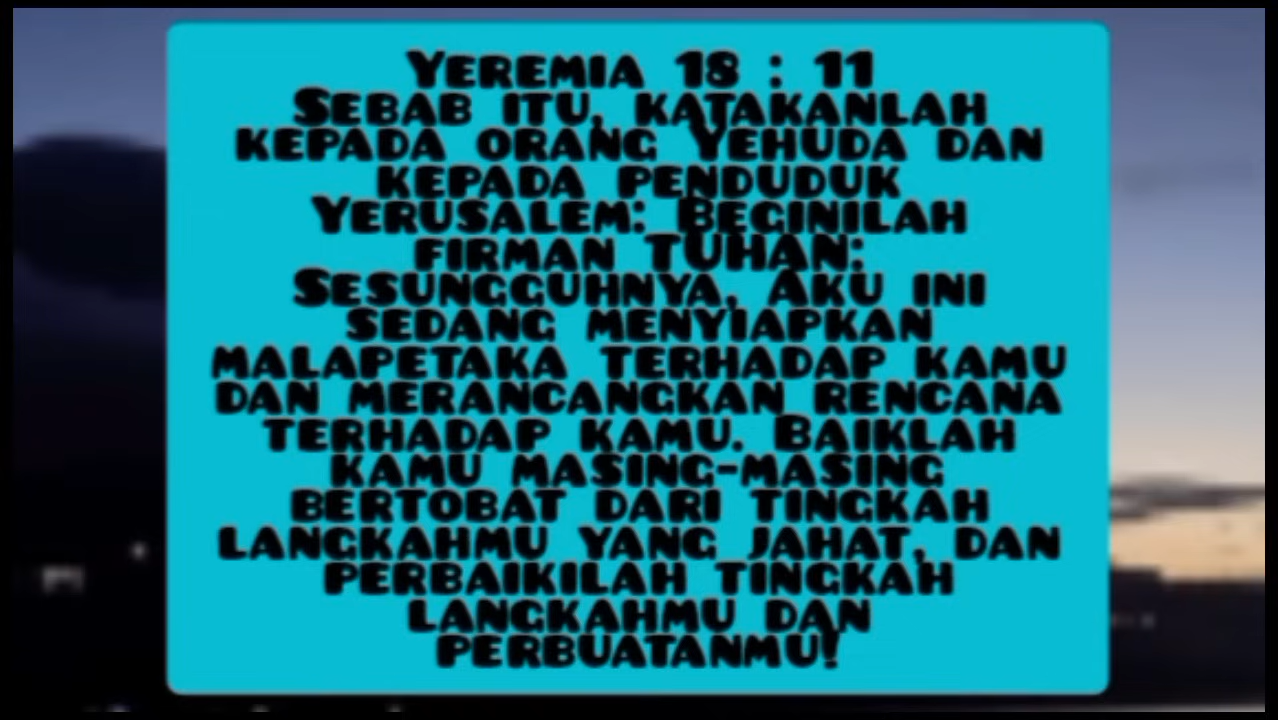 Yeremia 18 : 11
Sebab itu, katakanlah
kepada orang Yehuda dan
kepada penduduk
Yerusalem: Beginilah
firman TUHAN:
Sesungguhnya, Aku ini
sedang menyiapkan
malapetaka terhadap kamu
dan merancangkan rencana
terhadap kamu. Baiklah
kamu masing-masing
bertobat dari tingkah
langkahmu yang jahat, dan
perbaikilah tingkah
langkahmu dan
perbuatanmu!